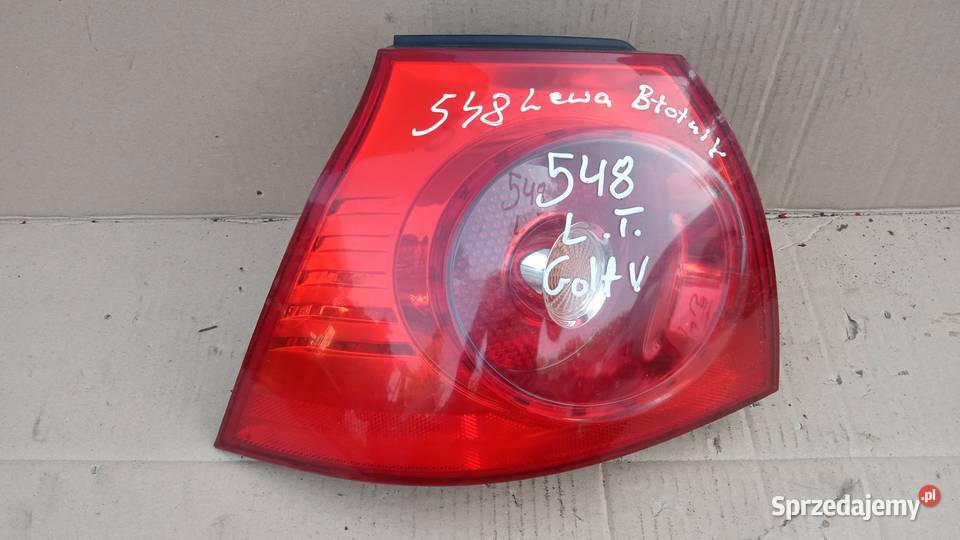 548 Lewa Błotnik
548
L.T.
Golf V
Sprzedajemy.pl